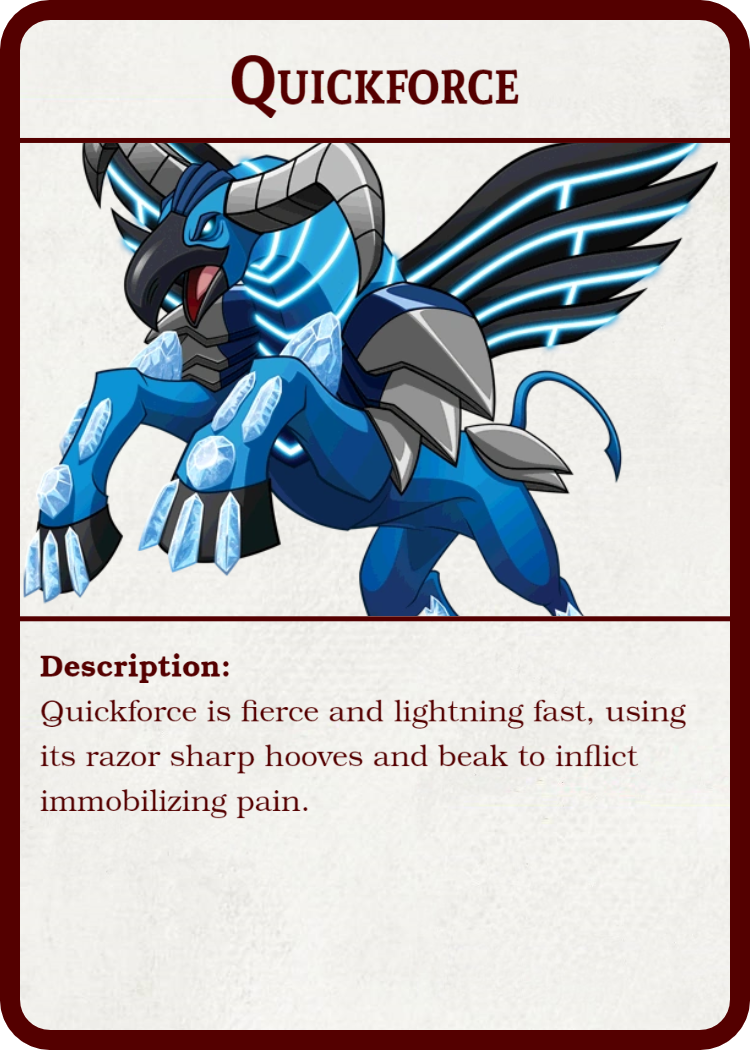 Quickforce
Description:
Quickforce is fierce and lightning fast, using
its razor sharp hooves and beak to inflict
immobilizing pain.